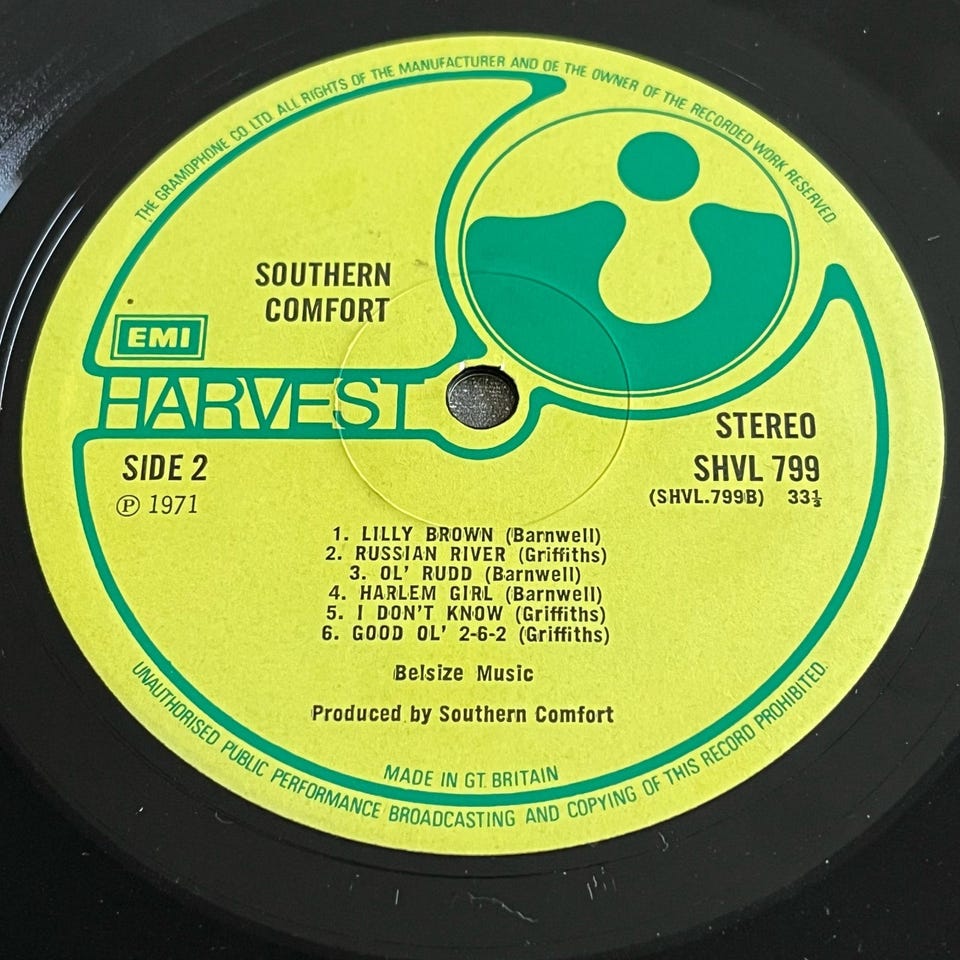 THE GRAMOPHONE CO. LTD. ALL RIGHTS OF THE MANUFACTURER AND OF THE OWNER OF THE RECORDED WORK RESERVED
SOUTHERN
COMFORT
EMI
HARVEST
STEREO
SIDE 2
SHVL 799
℗ 1971
(SHVL.799B) 33⅓
1. LILLY BROWN (Barnwell)
2. RUSSIAN RIVER (Griffiths)
3. OL' RUDD (Barnwell)
4. HARLEM GIRL (Barnwell)
5. I DON'T KNOW (Griffiths)
6. GOOD OL' 2-6-2 (Griffiths)
Belsize Music
Produced by Southern Comfort
MADE IN GT. BRITAIN
UNAUTHORISED PUBLIC PERFORMANCE BROADCASTING AND COPYING OF THIS RECORD PROHIBITED.